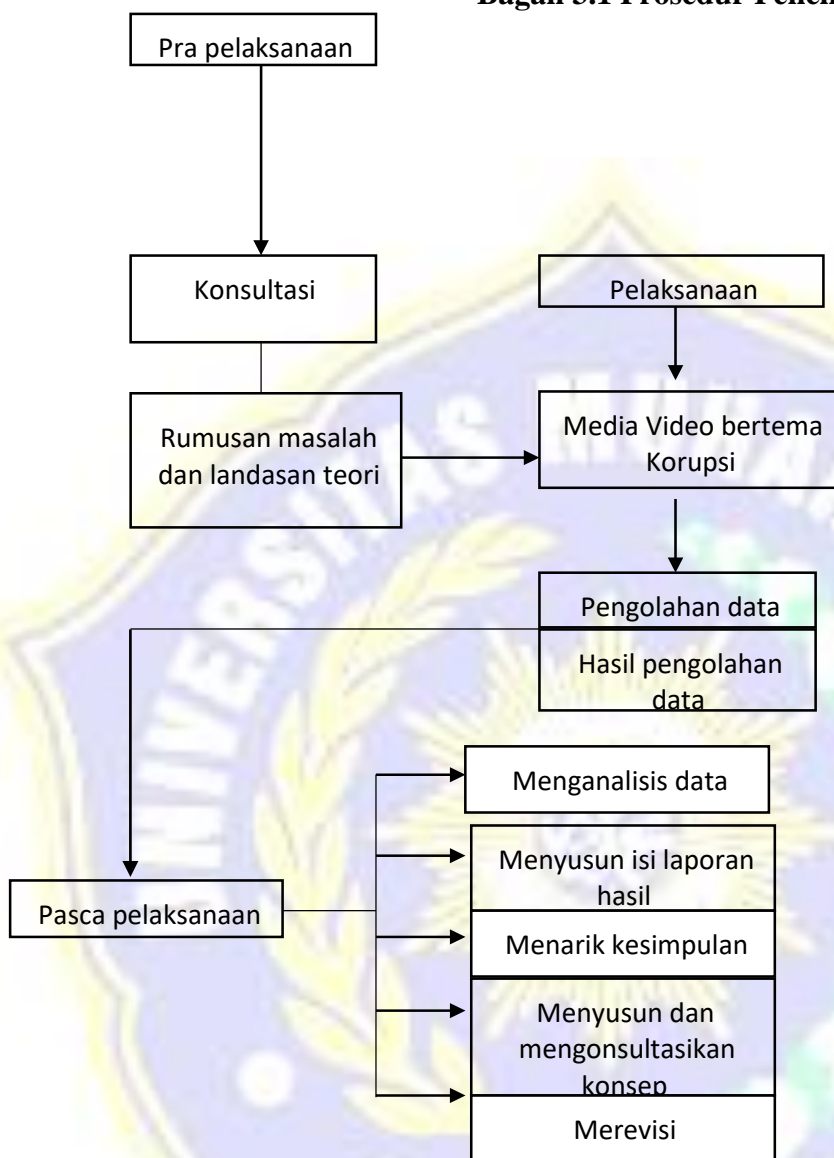 Bagan 3.1 Prosedur
Pra pelaksanaan
Konsultasi
Pelaksanaan
Rumusan masalah
dan landasan teori
Media Video bertema
Korupsi
Pengolahan data
Hasil pengolahan
data
Menganalisis data
Menyusun isi laporan
hasil
Pasca pelaksanaan
Menarik kesimpulan
Menyusun dan
mengonsultasikan
konsep
Merevisi
UNIVERSITAS